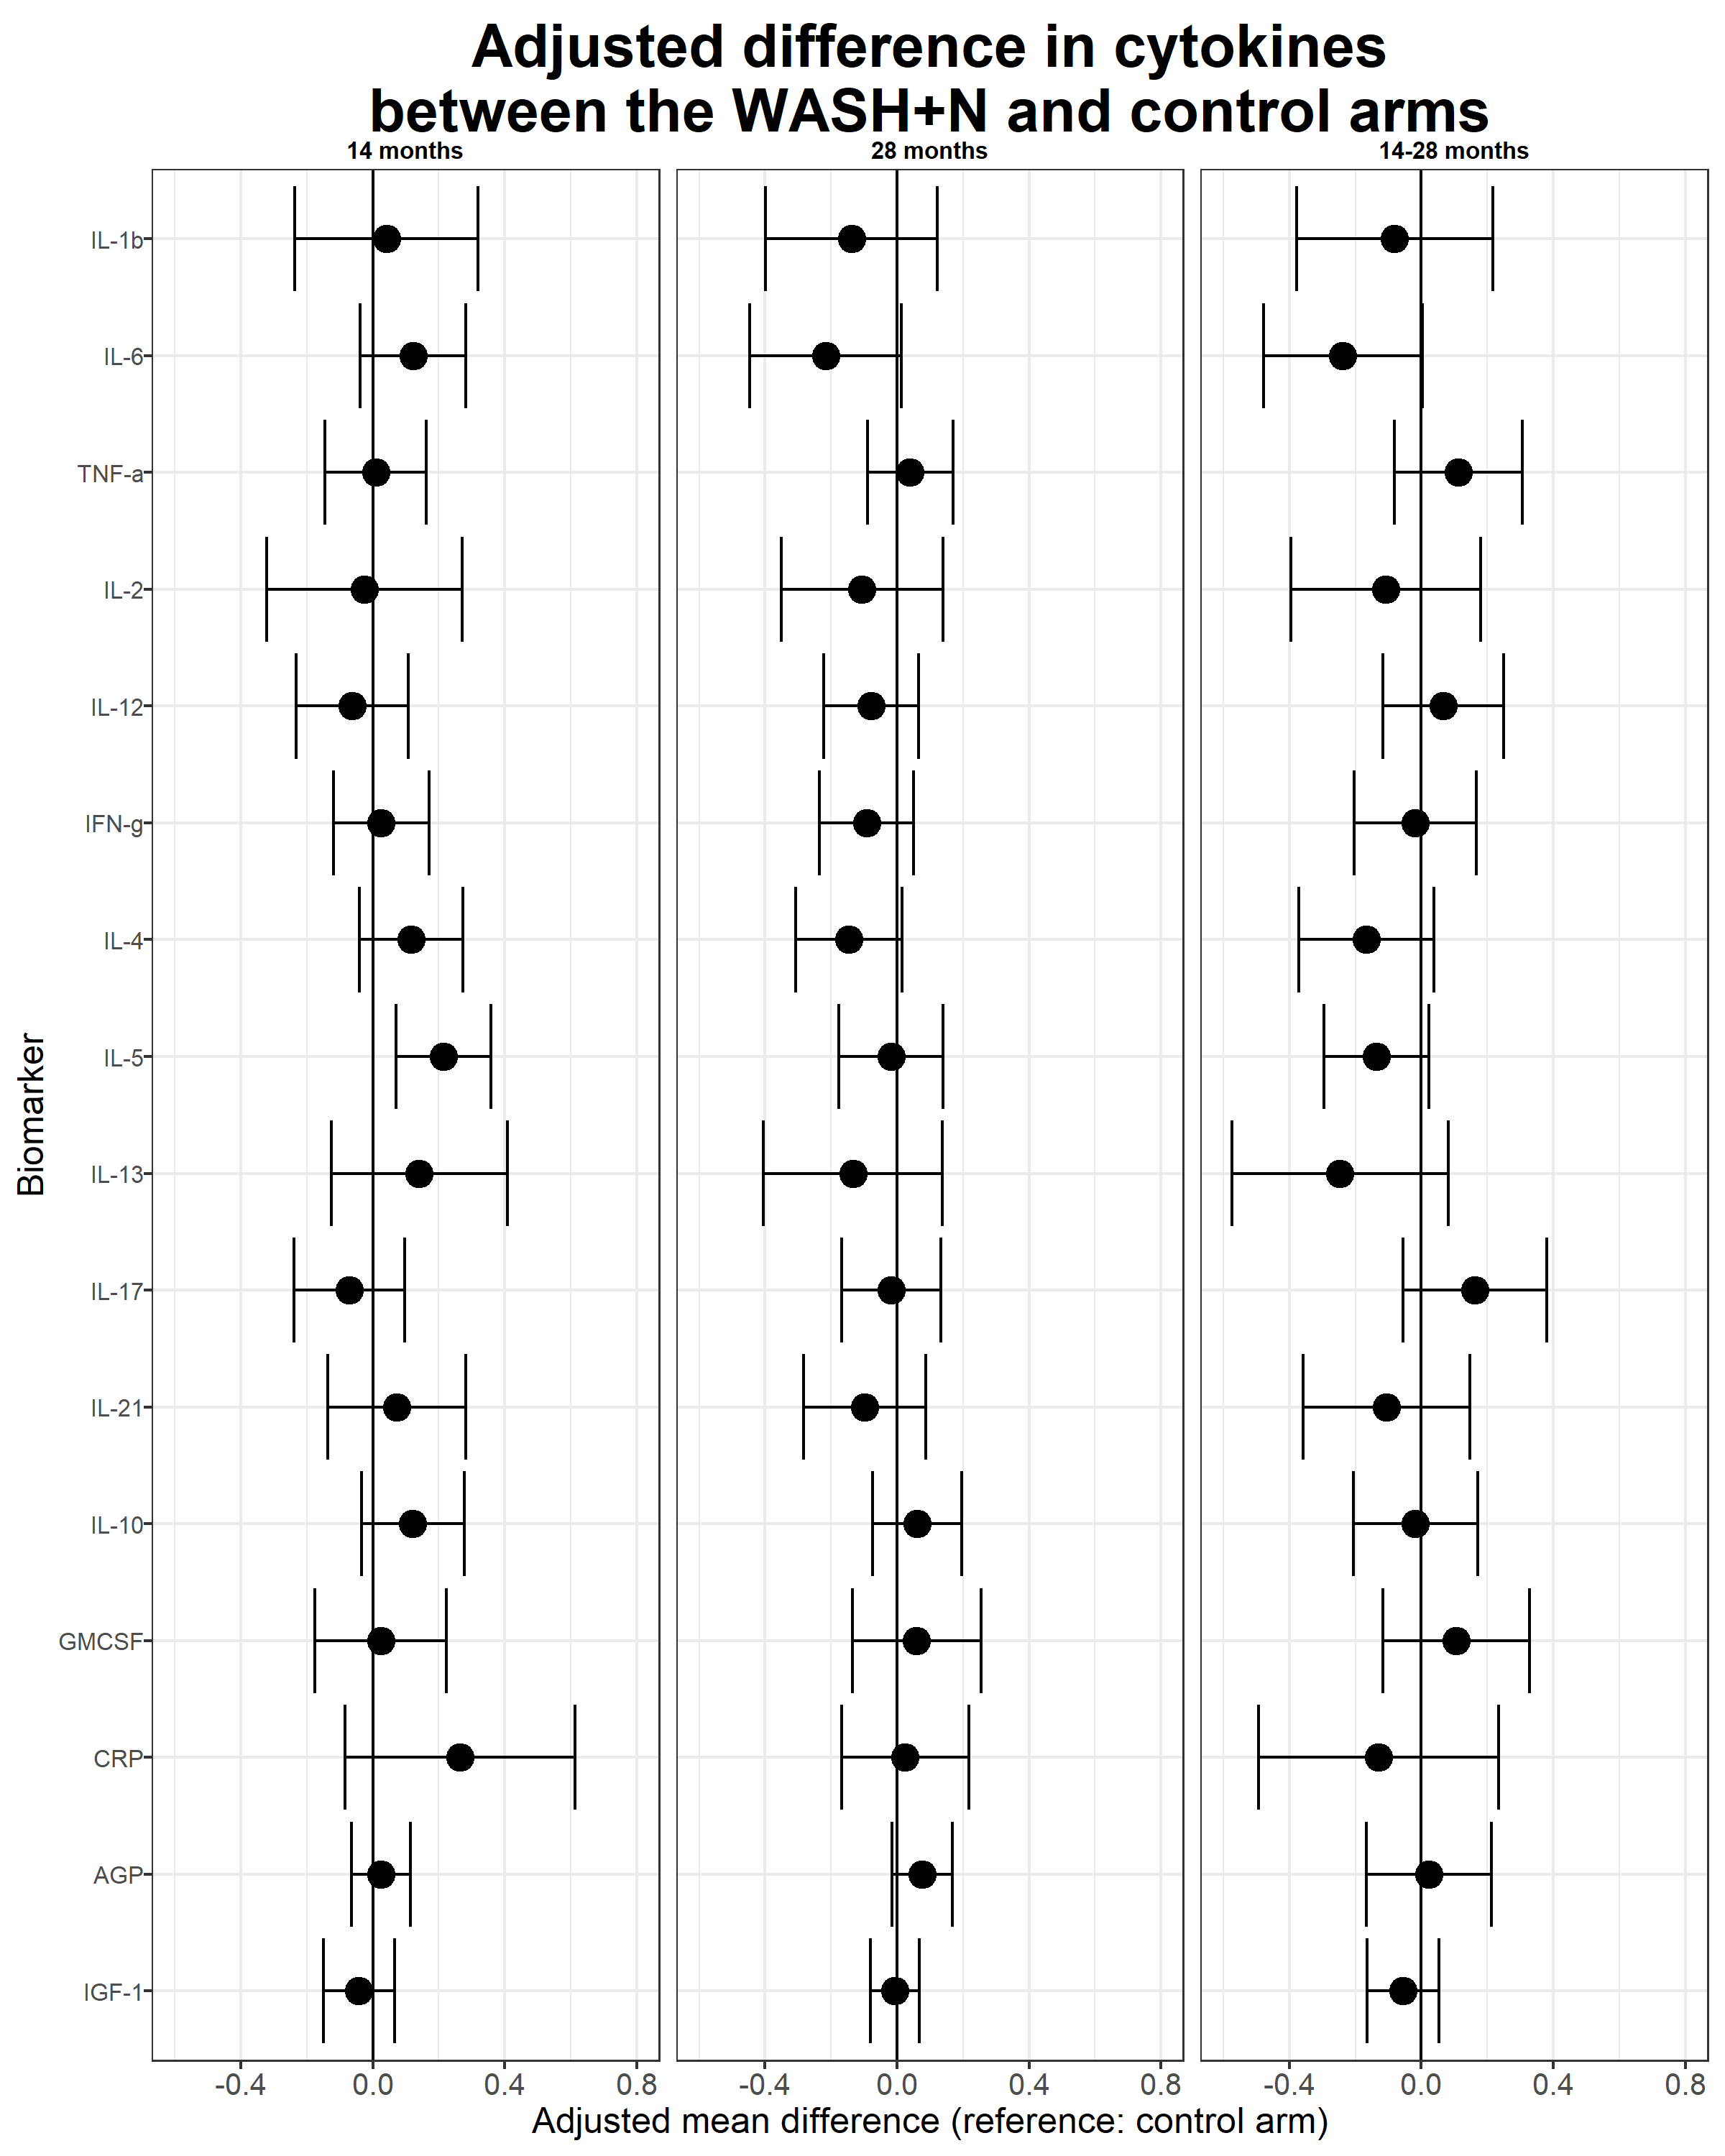 Adjusted difference in cytokines
between the WASH+N and control arms
14 months 28 months 14-28 months
IL-1b
IL-6
TNF-a
IL-2
IL-12
IFN-g
IL-4
IL-5
IL-13
IL-17
IL-21
IL-10
GMCSF
CRP
AGP
IGF-1
Biomarker
-0.4 0.0 0.4 0.8 -0.4 0.0 0.4 0.8 -0.4 0.0 0.4 0.8
Adjusted mean difference (reference: control arm)